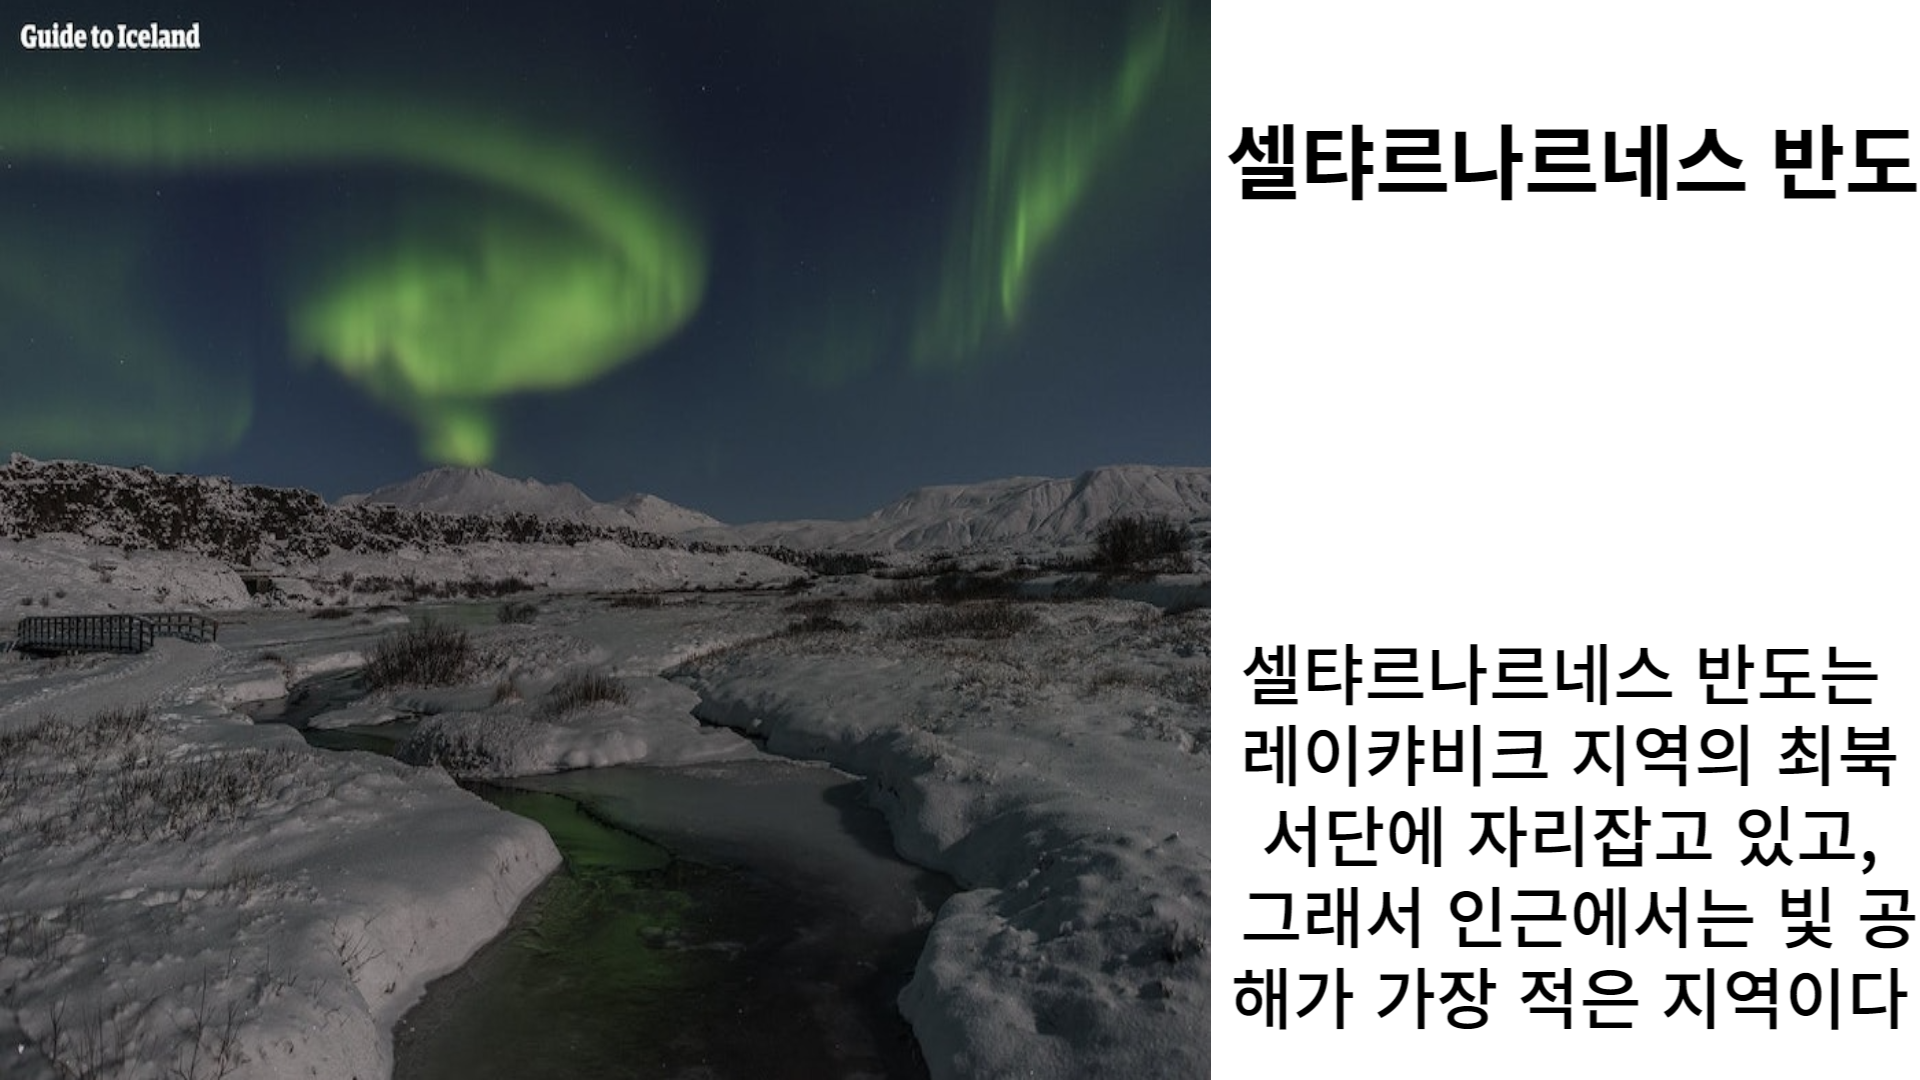 Guide to Iceland
셀탸르나르네스 반도
셀탸르나르네스 반도는
레이캬비크 지역의 최북
서단에 자리잡고 있고,
그래서 인근에서는 빛 공
해가 가장 적은 지역이다